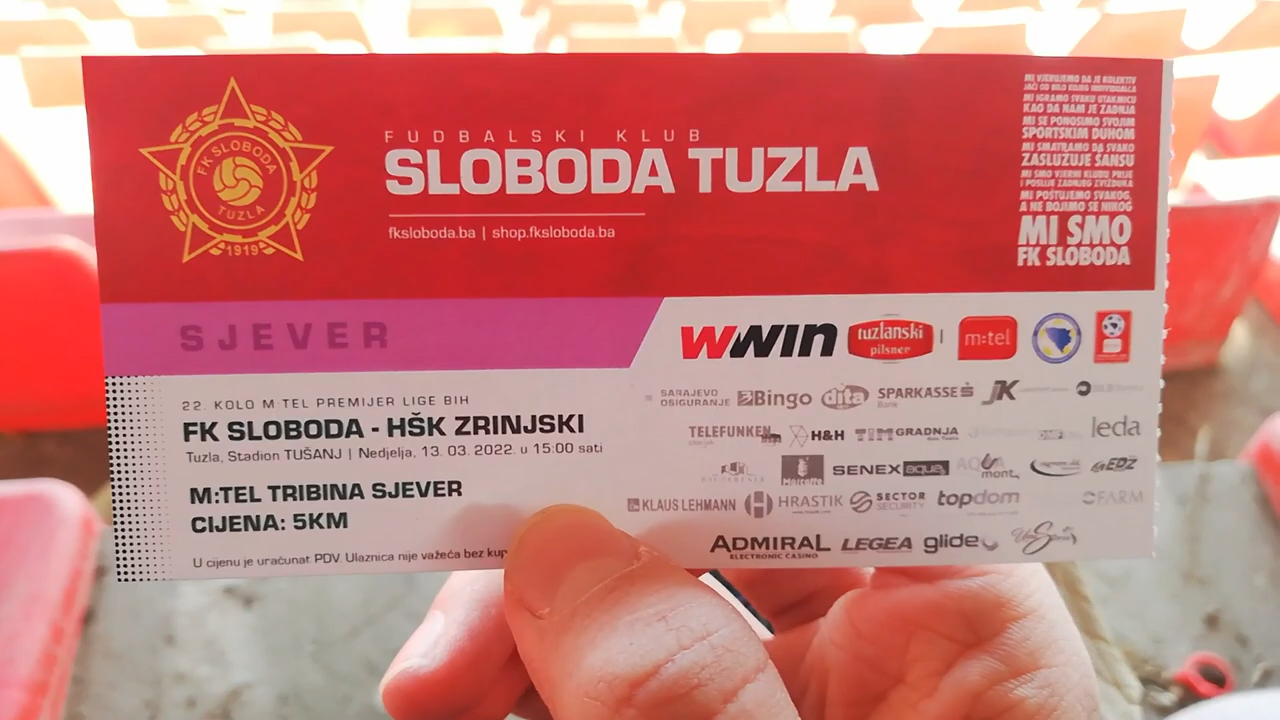 FK SLOBODA
TUZLA
1919
FUDBALSKI KLUB
SLOBODA TUZLA
fksloboda.ba | shop.fksloboda.ba
MI VJERUJEMO DA JE KOLEKTIV
JAČI OD BILO KOJEG INDIVIDUALCA
MI IGRAMO SVAKU UTAKMICU
KAO DA NAM JE ZADNJA
MI SE PONOSIMO SVOJIM
SPORTSKIM DUHOM
MI SMATRAMO DA SVAKO
ZASLUŽUJE ŠANSU
MI SMO VJERNI KLUBU PRIJE
I POSLIJE ZADNJEG ZVIŽDUKA
MI POŠTUJEMO SVAKOG,
A NE BOJIMO SE NIKOG
MI SMO
FK SLOBODA
SJEVER
WWIN tuzlanski pilsner | m:tel
22. KOLO M:TEL PREMIJER LIGE BIH
FK SLOBODA - HŠK ZRINJSKI
Tuzla, Stadion TUŠANJ | Nedjelja, 13. 03. 2022. u 15:00 sati
M:TEL TRIBINA SJEVER
CIJENA: 5KM
U cijenu je uračunat PDV. Ulaznica nije važeća bez
SARAJEVO OSIGURANJE Bingo dita SPARKASSE Bank JK
TELEFUNKEN H&H TIM GRADNJA leda
SENEX aqua mont EDZ
KLAUS LEHMANN HRASTIK SECTOR SECURITY topdom FARM
ADMIRAL ELECTRONIC CASINO LEGEA glide